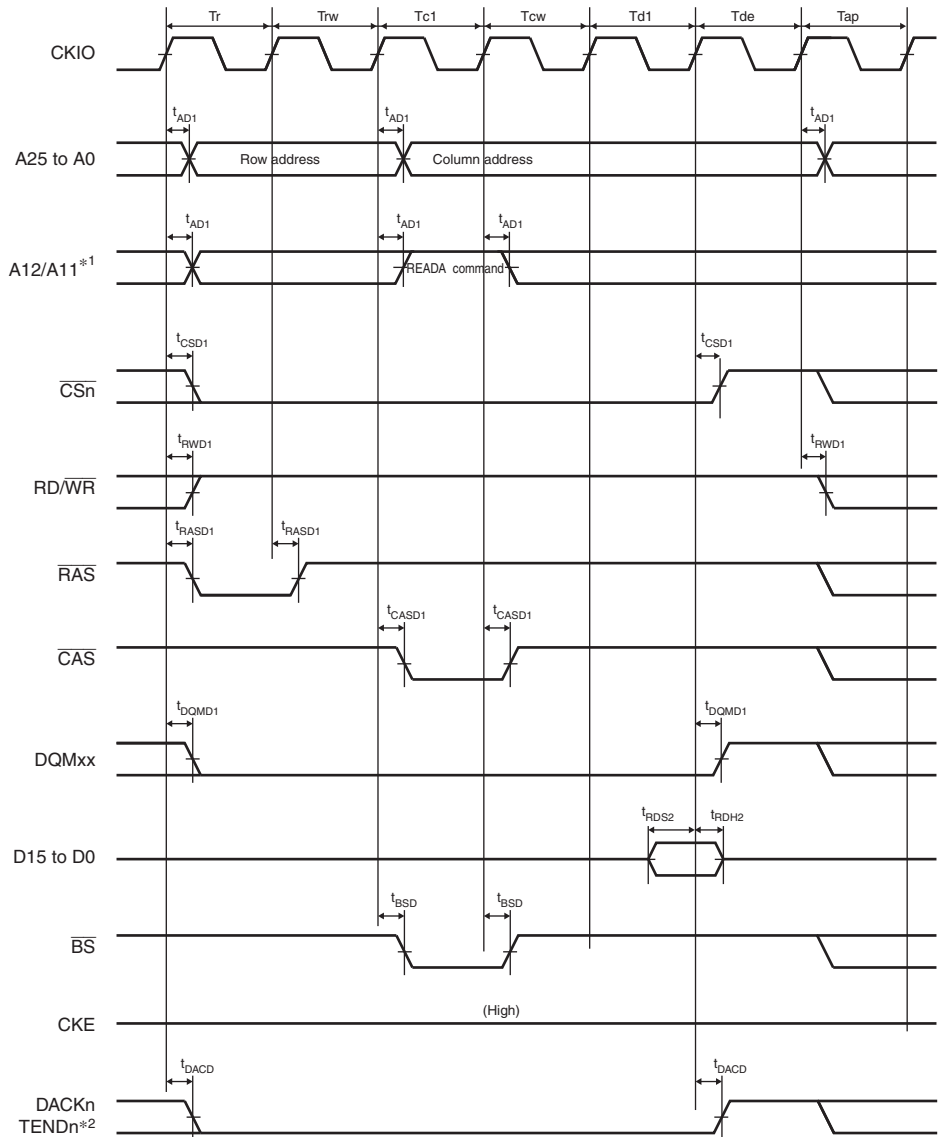 Tr Trw Tc1 Tcw Td1 Tde Tap
CKIO
tAD1 tAD1 tAD1
A25 to A0 Row address Column address
tAD1 tAD1 tAD1
A12/A11*1 READA command
tCSD1 tCSD1
CSn
tRWD1 tRWD1
RD/WR
tRASD1 tRASD1
RAS
tCASD1 tCASD1
CAS
tDQMD1 tDQMD1
DQMxx
tRDS2 tRDH2
D15 to D0
tBSD tBSD
BS
(High)
CKE
tDACD tDACD
DACKn
TENDn*2